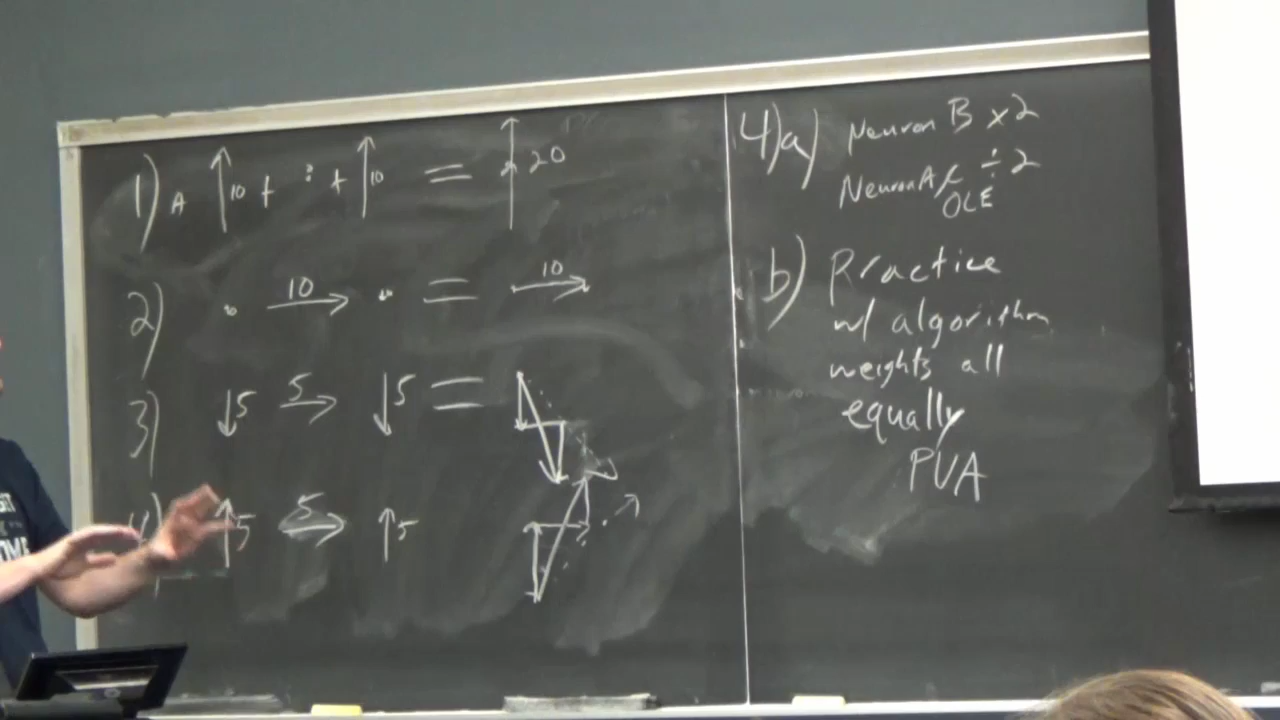 1) A ↑10 + · + ↑10 = ↑20
2) · 10→ · = 10→
3) ↓5 5→ ↓5 =
4) ↑5 5→ ↑5
4)a) Neuron B x2
Neuron A/C ÷2
OLE
b) Practice
w/ algorithm
weights all
equally
PVA